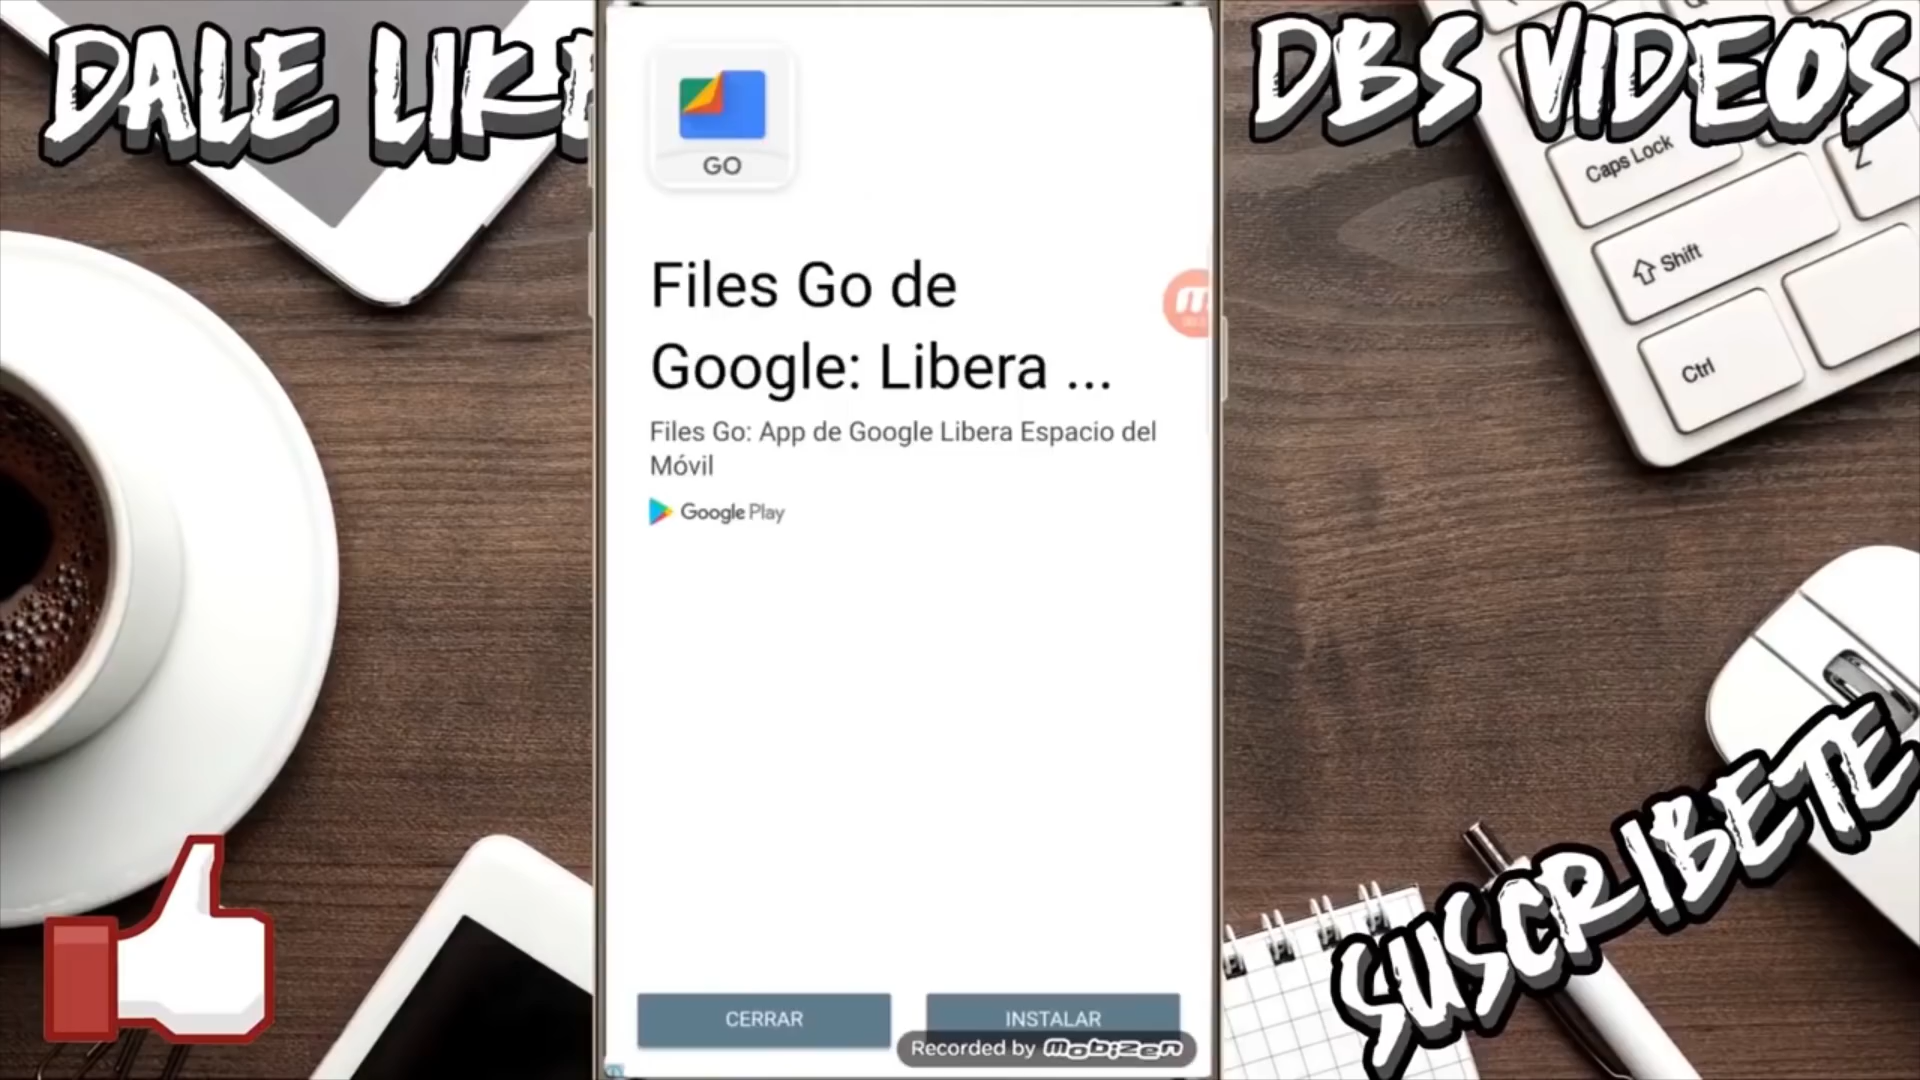 DALE LIKE
DBS VIDEOS
GO
Files Go de
Google: Libera ...
Files Go: App de Google Libera Espacio del
Móvil
Google Play
CERRAR
INSTALAR
Recorded by Mobizen
Caps Lock
Z
Shift
Ctrl
SUSCRIBETE